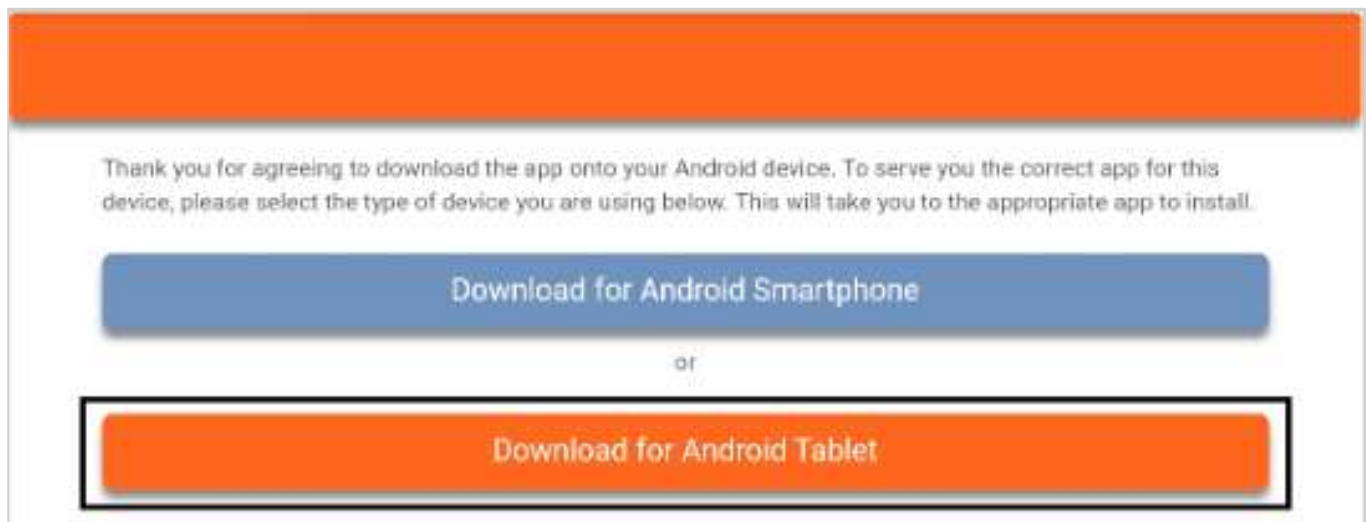 Thank you for agreeing to download the app onto your Android device. To serve you the correct app for this
device, please select the type of device you are using below. This will take you to the appropriate app to install.
Download for Android Smartphone
or
Download for Android Tablet